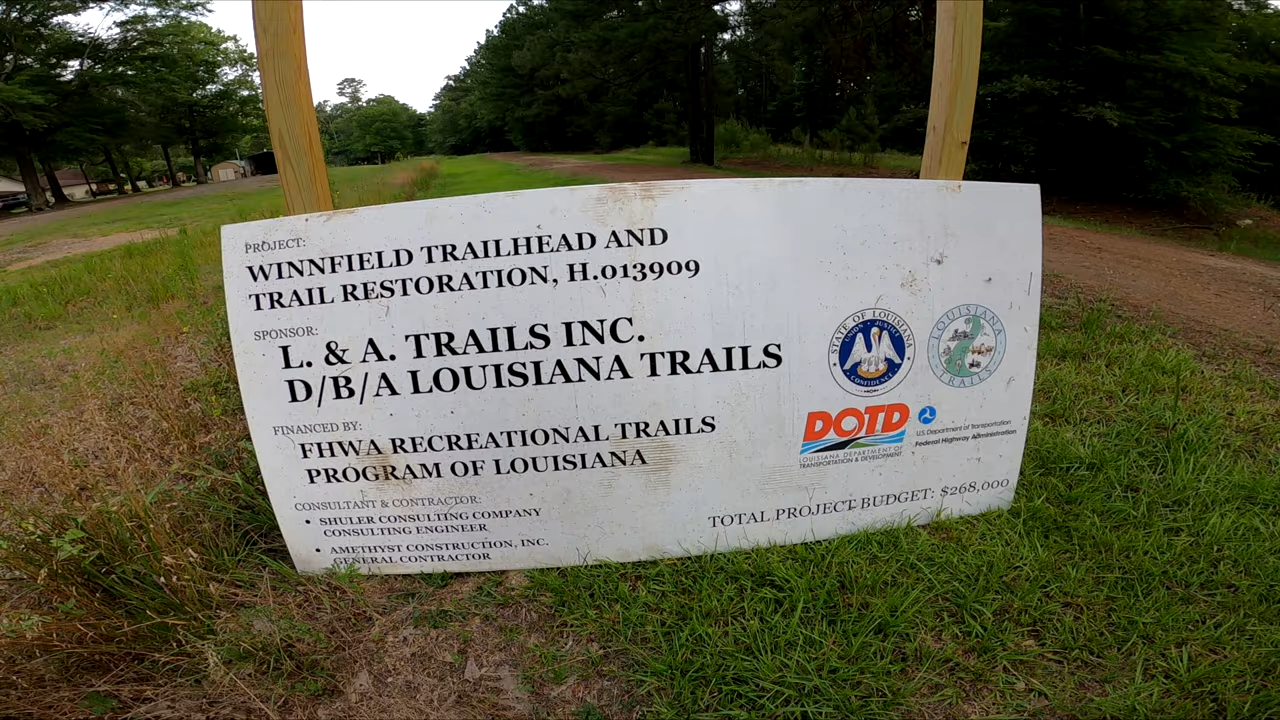 PROJECT:
WINNFIELD TRAILHEAD AND
TRAIL RESTORATION, H.013909
SPONSOR:
L. & A. TRAILS INC.
D/B/A LOUISIANA TRAILS
FINANCED BY:
FHWA RECREATIONAL TRAILS
PROGRAM OF LOUISIANA
CONSULTANT & CONTRACTOR:
• SHULER CONSULTING COMPANY
CONSULTING ENGINEER
• AMETHYST CONSTRUCTION, INC.
GENERAL CONTRACTOR
STATE OF LOUISIANA
UNION JUSTICE
CONFIDENCE
LOUISIANA
TRAILS
DOTD
LOUISIANA DEPARTMENT OF
TRANSPORTATION & DEVELOPMENT
U.S. Department of Transportation
Federal Highway Administration
TOTAL PROJECT BUDGET: $268,000